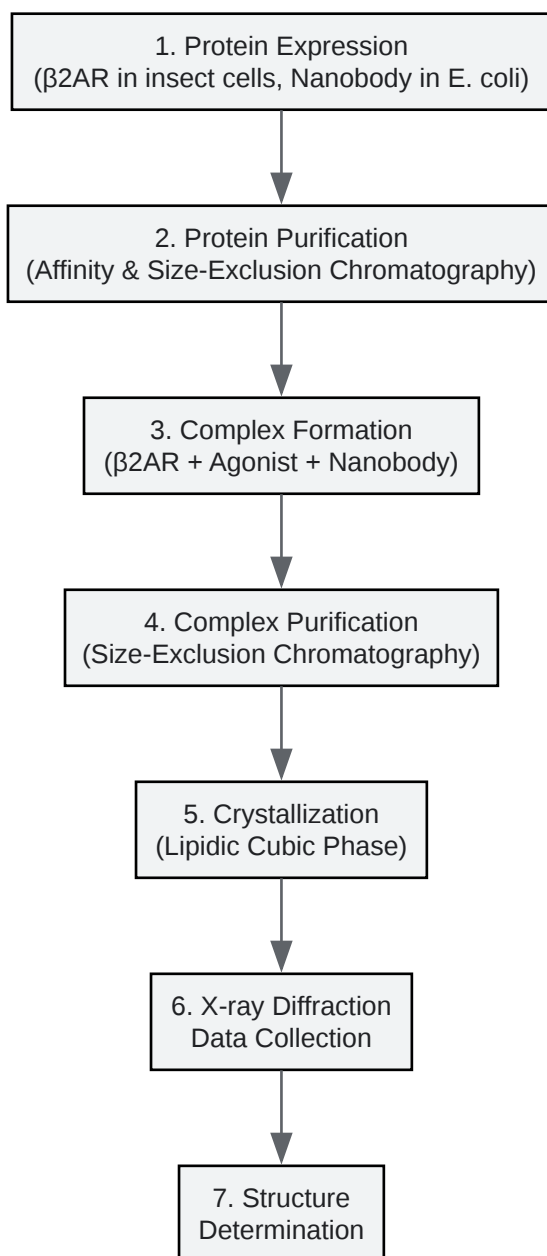 1. Protein Expression
(β2AR in insect cells, Nanobody in E. coli)
2. Protein Purification
(Affinity & Size-Exclusion Chromatography)
3. Complex Formation
(β2AR + Agonist + Nanobody)
4. Complex Purification
(Size-Exclusion Chromatography)
5. Crystallization
(Lipidic Cubic Phase)
6. X-ray Diffraction
Data Collection
7. Structure
Determination